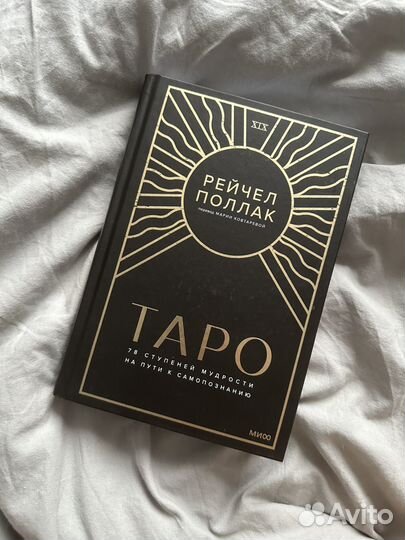 XIX
РЕЙЧЕЛ
ПОЛЛАК
перевод МАРИИ КОВТАРЕВОЙ
ТАРО
78 СТУПЕНЕЙ МУДРОСТИ
НА ПУТИ К САМОПОЗНАНИЮ
МИФ
Avito